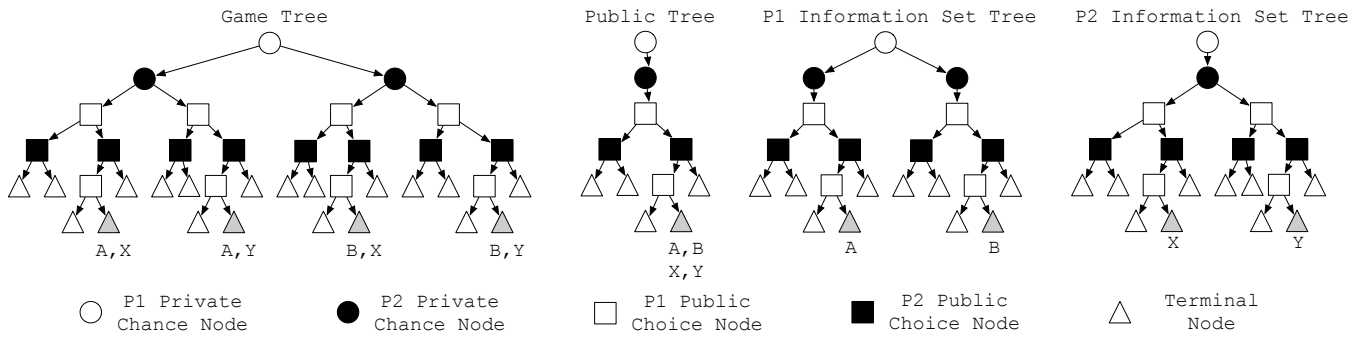 Game Tree
Public Tree
P1 Information Set Tree
P2 Information Set Tree
A,X
A,Y
B,X
B,Y
A,B
X,Y
A
B
X
Y
P1 Private
Chance Node
P2 Private
Chance Node
P1 Public
Choice Node
P2 Public
Choice Node
Terminal
Node